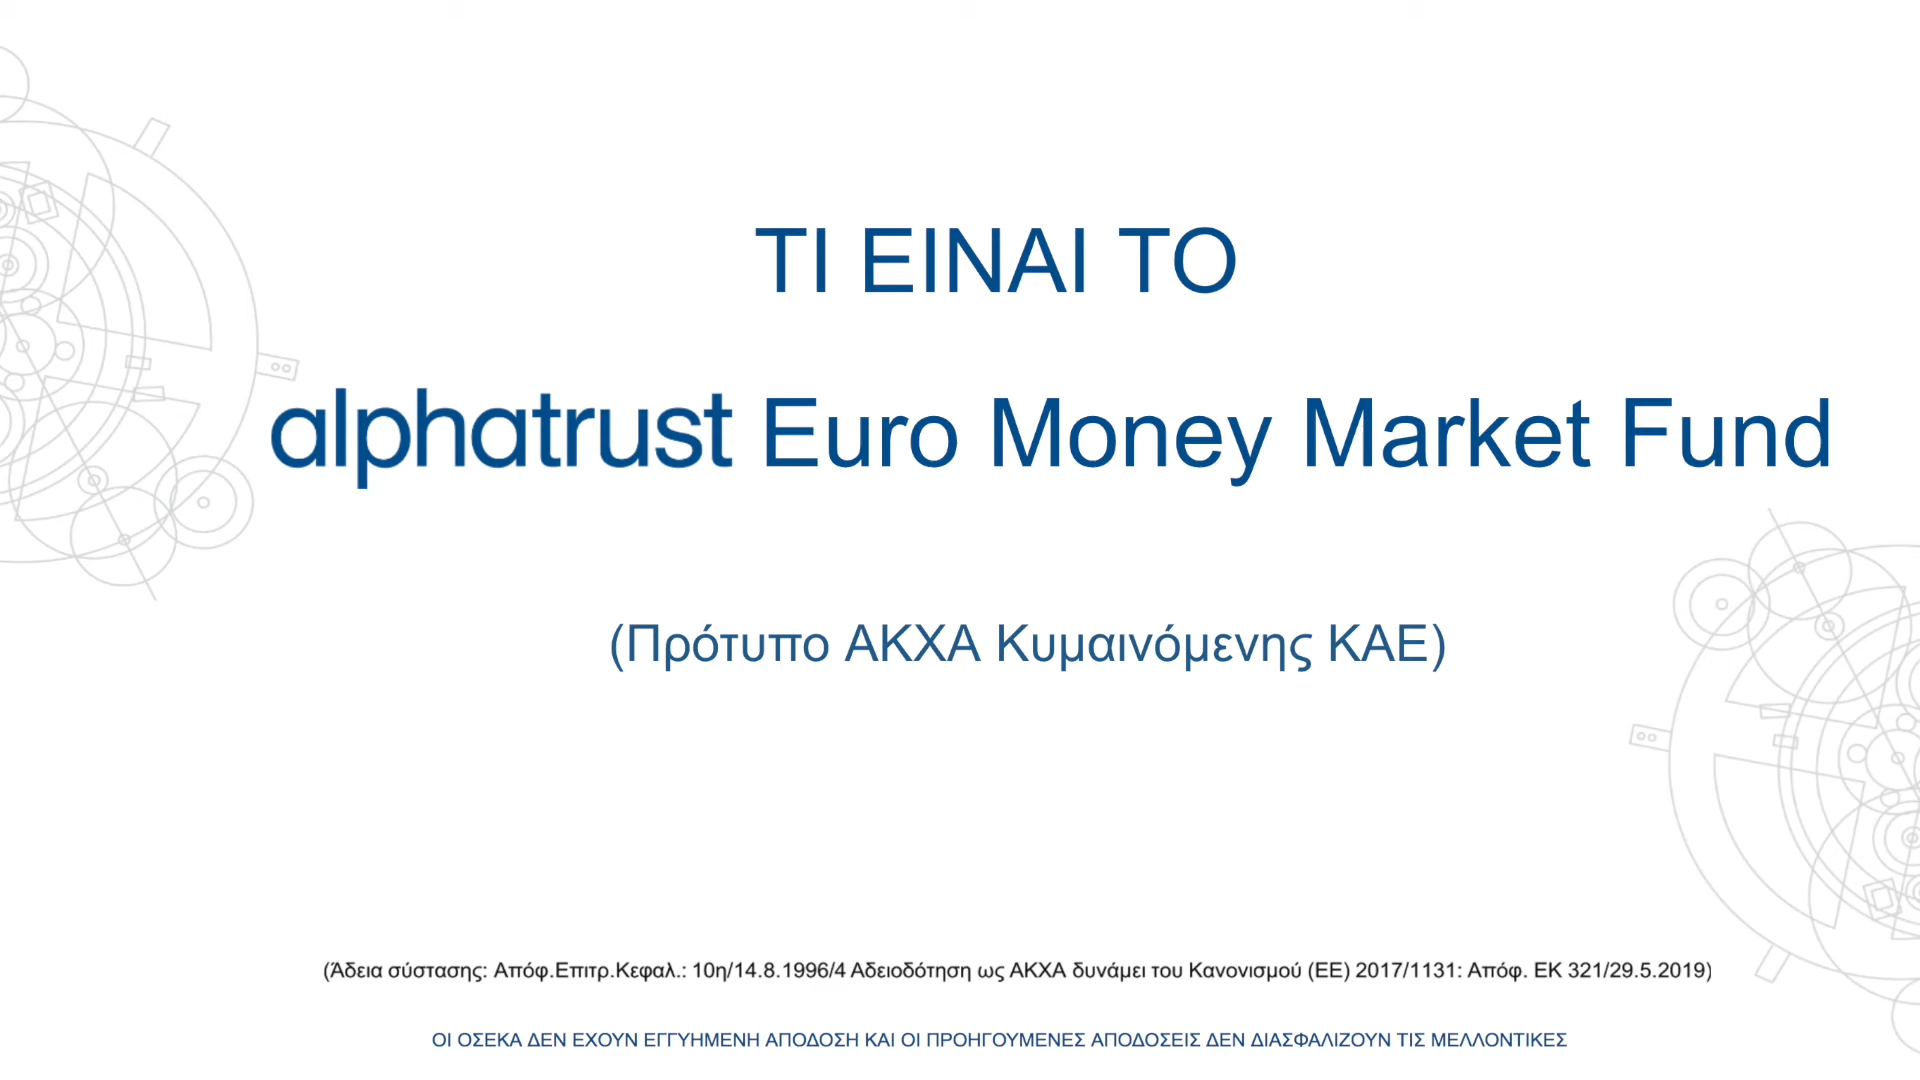 ΤΙ ΕΙΝΑΙ ΤΟ
alphatrust Euro Money Market Fund
(Πρότυπο ΑΚΧΑ Κυμαινόμενης ΚΑΕ)
(Άδεια σύστασης: Απόφ.Επιτρ.Κεφαλ.: 10η/14.8.1996/4 Αδειοδότηση ως ΑΚΧΑ δυνάμει του Κανονισμού (ΕΕ) 2017/1131: Απόφ. ΕΚ 321/29.5.2019)
ΟΙ ΟΣΕΚΑ ΔΕΝ ΕΧΟΥΝ ΕΓΓΥΗΜΕΝΗ ΑΠΟΔΟΣΗ ΚΑΙ ΟΙ ΠΡΟΗΓΟΥΜΕΝΕΣ ΑΠΟΔΟΣΕΙΣ ΔΕΝ ΔΙΑΣΦΑΛΙΖΟΥΝ ΤΙΣ ΜΕΛΛΟΝΤΙΚΕΣ